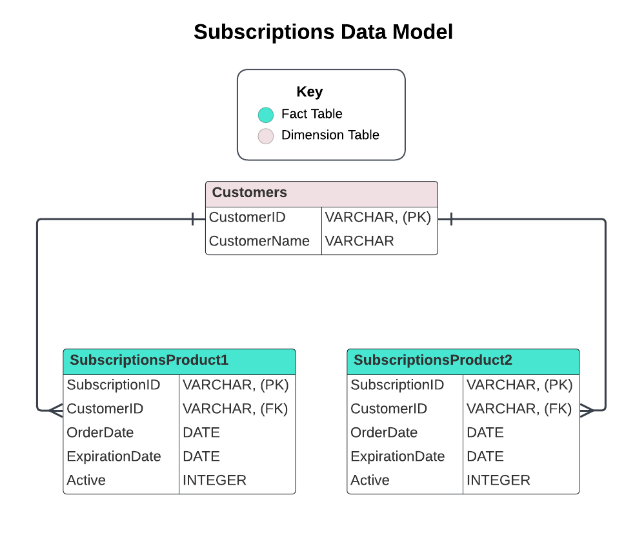 Subscriptions Data Model
Key
Fact Table
Dimension Table
Customers
CustomerID VARCHAR, (PK)
CustomerName VARCHAR
SubscriptionsProduct1
SubscriptionID VARCHAR, (PK)
CustomerID VARCHAR, (FK)
OrderDate DATE
ExpirationDate DATE
Active INTEGER
SubscriptionsProduct2
SubscriptionID VARCHAR, (PK)
CustomerID VARCHAR, (FK)
OrderDate DATE
ExpirationDate DATE
Active INTEGER